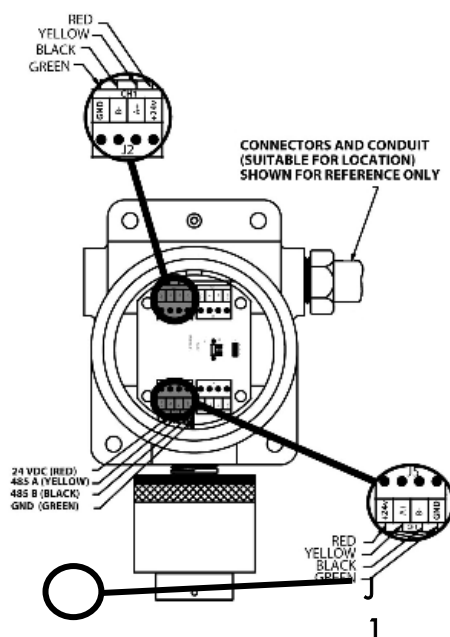 RED
YELLOW
BLACK
GREEN
CH1
GND B- A+ +24v
J2
CONNECTORS AND CONDUIT
(SUITABLE FOR LOCATION)
SHOWN FOR REFERENCE ONLY
24 VDC (RED)
485 A (YELLOW)
485 B (BLACK)
GND (GREEN)
+24v A+ B- GND
RED
YELLOW
BLACK
GREEN
J
1